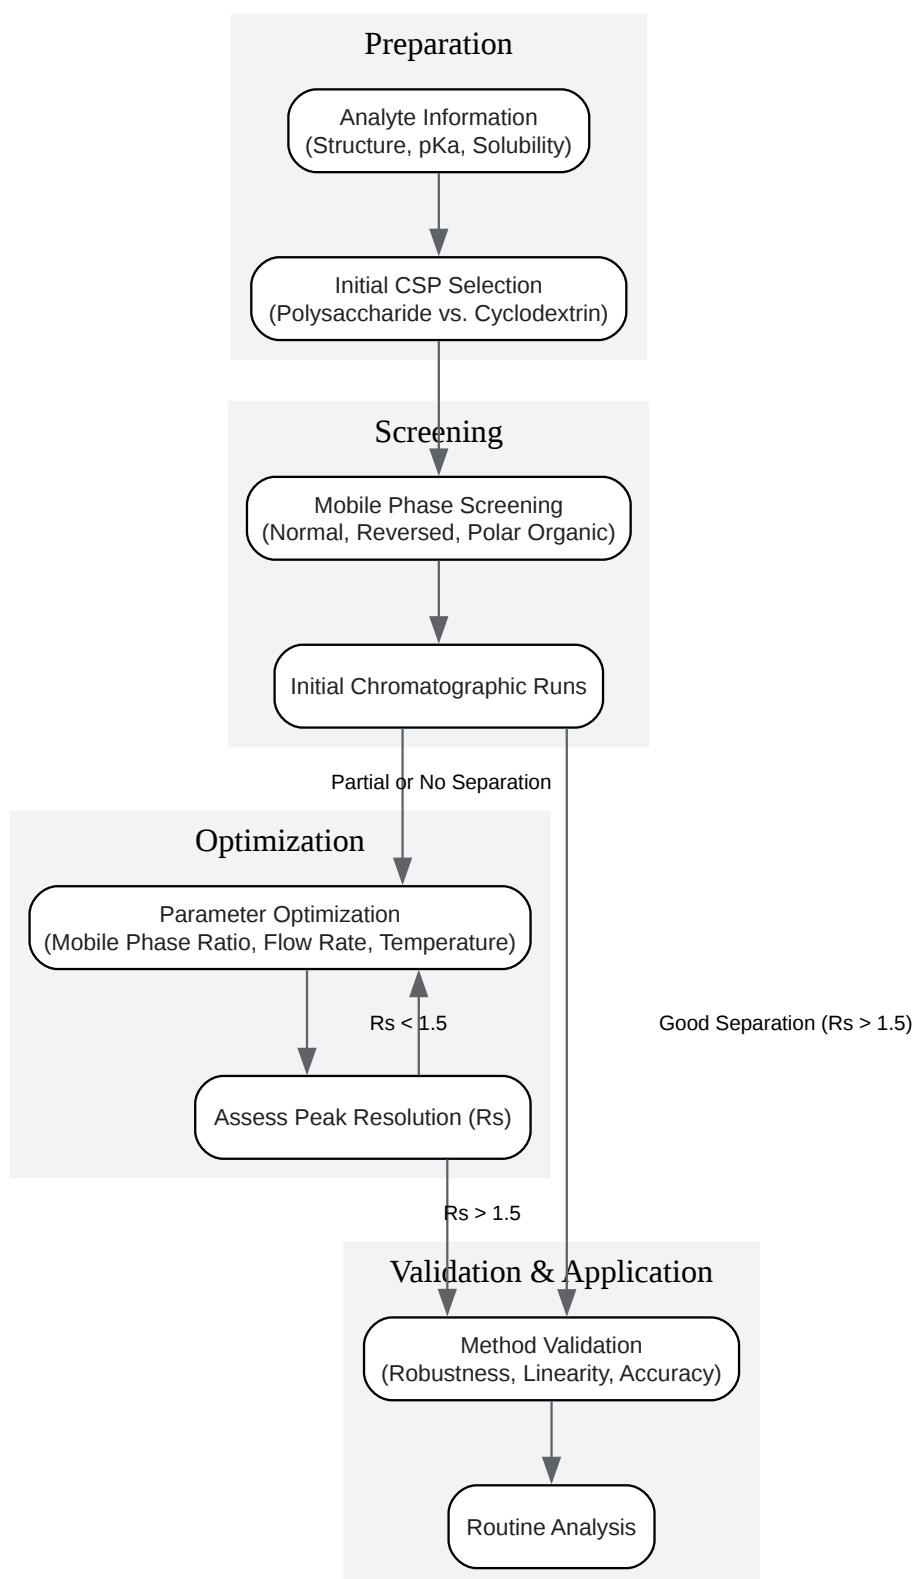 Preparation
Analyte Information
(Structure, pKa, Solubility)
Initial CSP Selection
(Polysaccharide vs. Cyclodextrin)
Screening
Mobile Phase Screening
(Normal, Reversed, Polar Organic)
Initial Chromatographic Runs
Partial or No Separation
Optimization
Parameter Optimization
(Mobile Phase Ratio, Flow Rate, Temperature)
Rs < 1.5
Good Separation (Rs > 1.5)
Assess Peak Resolution (Rs)
Rs > 1.5
Validation & Application
Method Validation
(Robustness, Linearity, Accuracy)
Routine Analysis